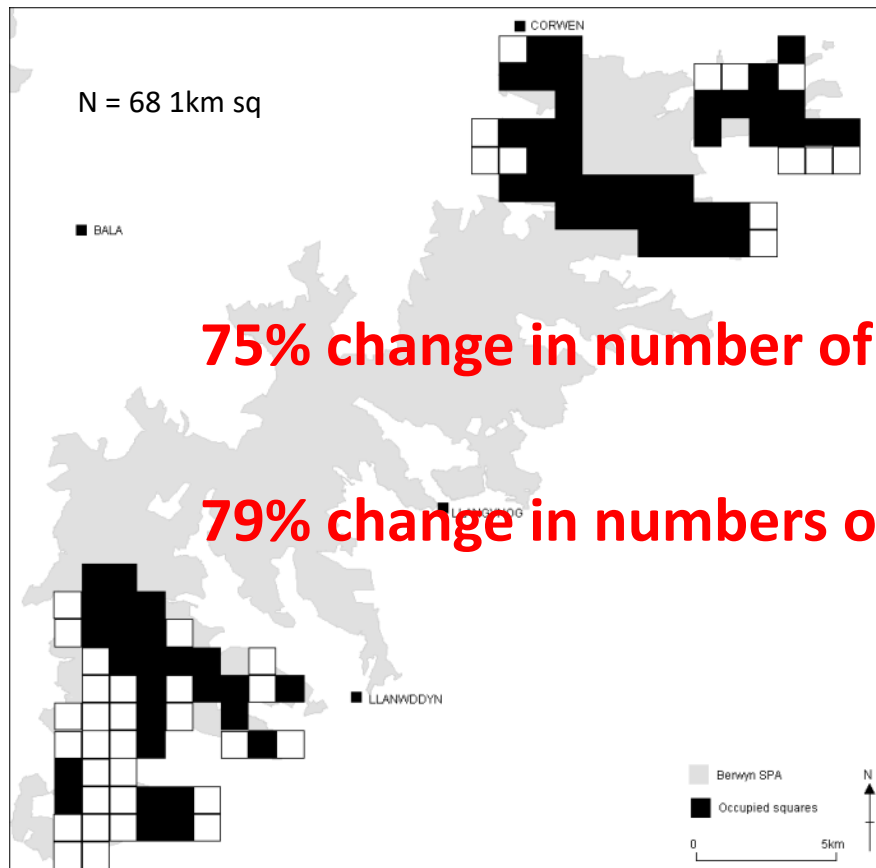 CORWEN
N = 68 1km sq
BALA
75% change in number of
79% change in numbers o
LLANGYNOG
LLANWDDYN
Berwyn SPA
N
Occupied squares
0 5km